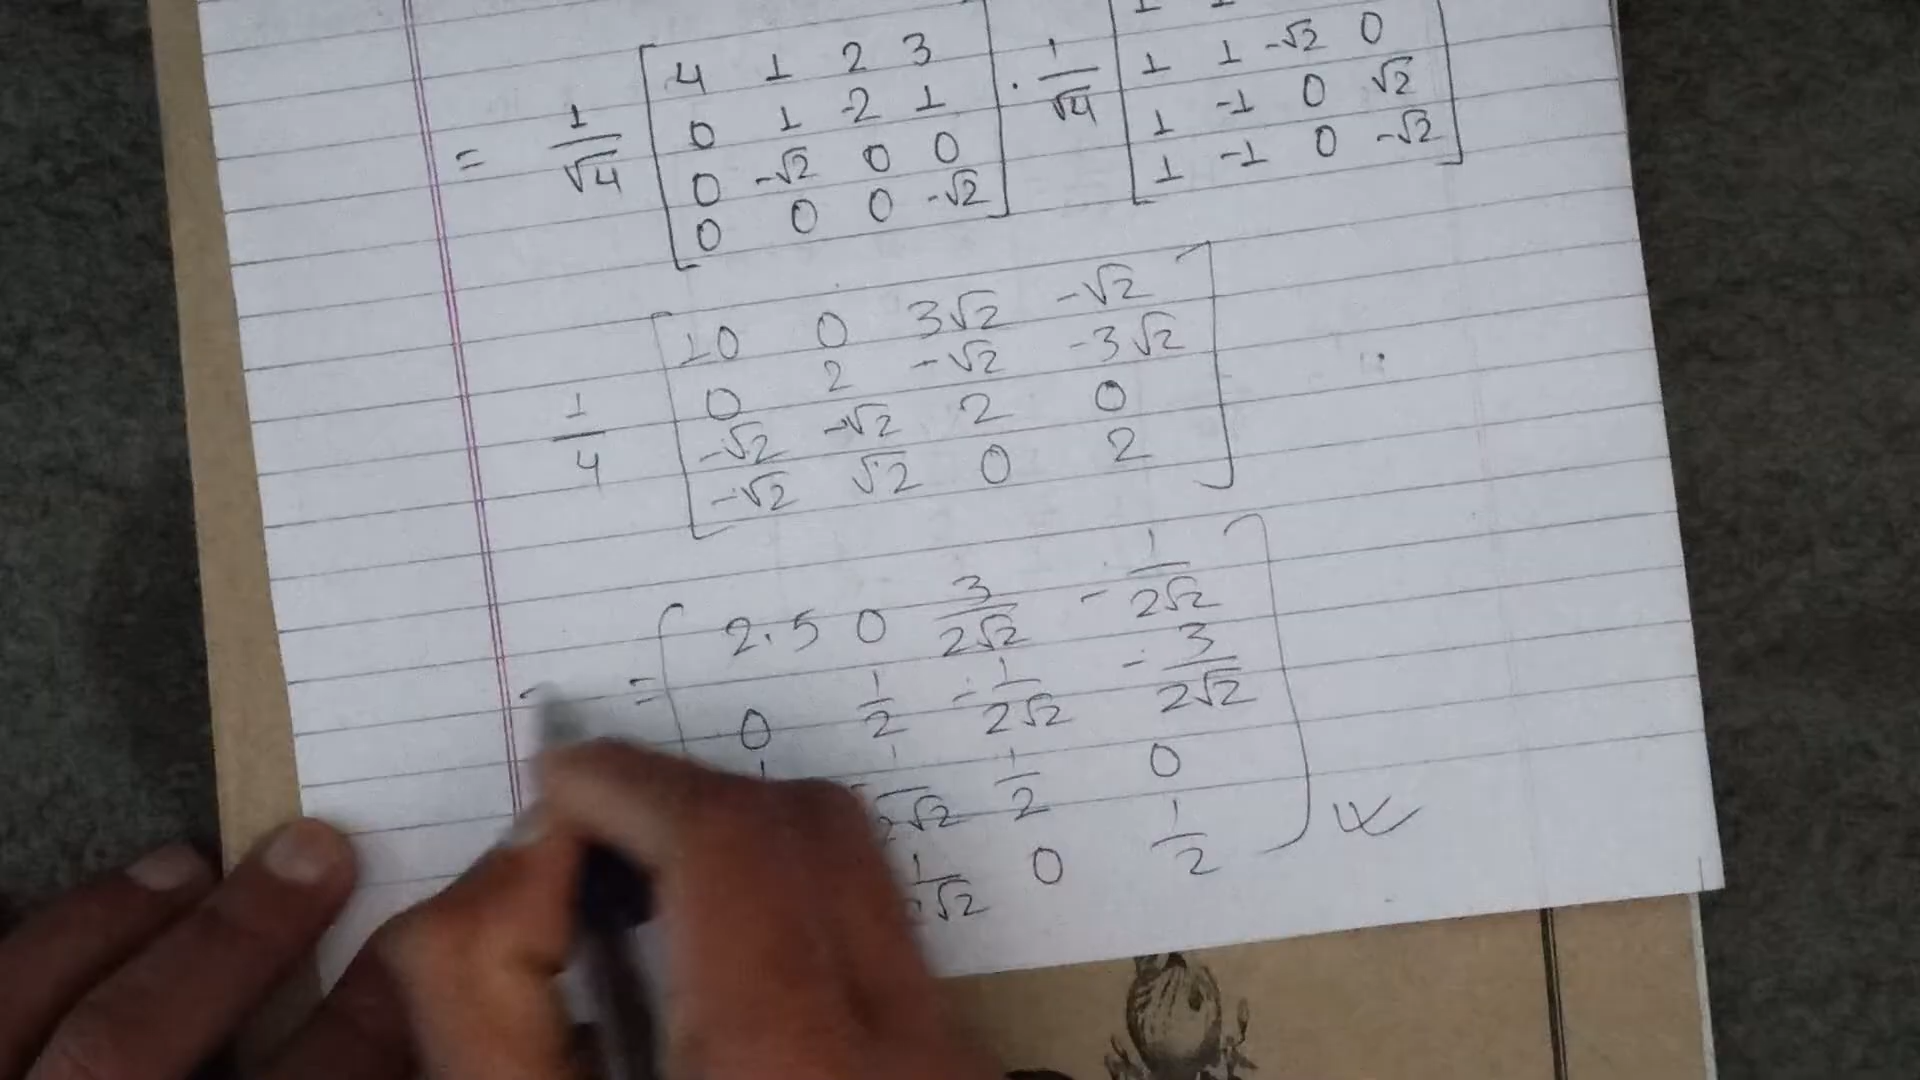 4 1 2 3
1 1 -√2 0
= 1/√4 0 1 -2 1 · 1/√4 1 -1 0 √2
0 -√2 0 0 1 -1 0 -√2
0 0 0 -√2
10 0 3√2 -√2
0 2 -√2 -3√2
1/4 -√2 -√2 2 0
-√2 √2 0 2
2.5 0 3/2√2 -1/2√2
= 0 1/2 -1/2√2 -3/2√2
1/2 0
0 1/2